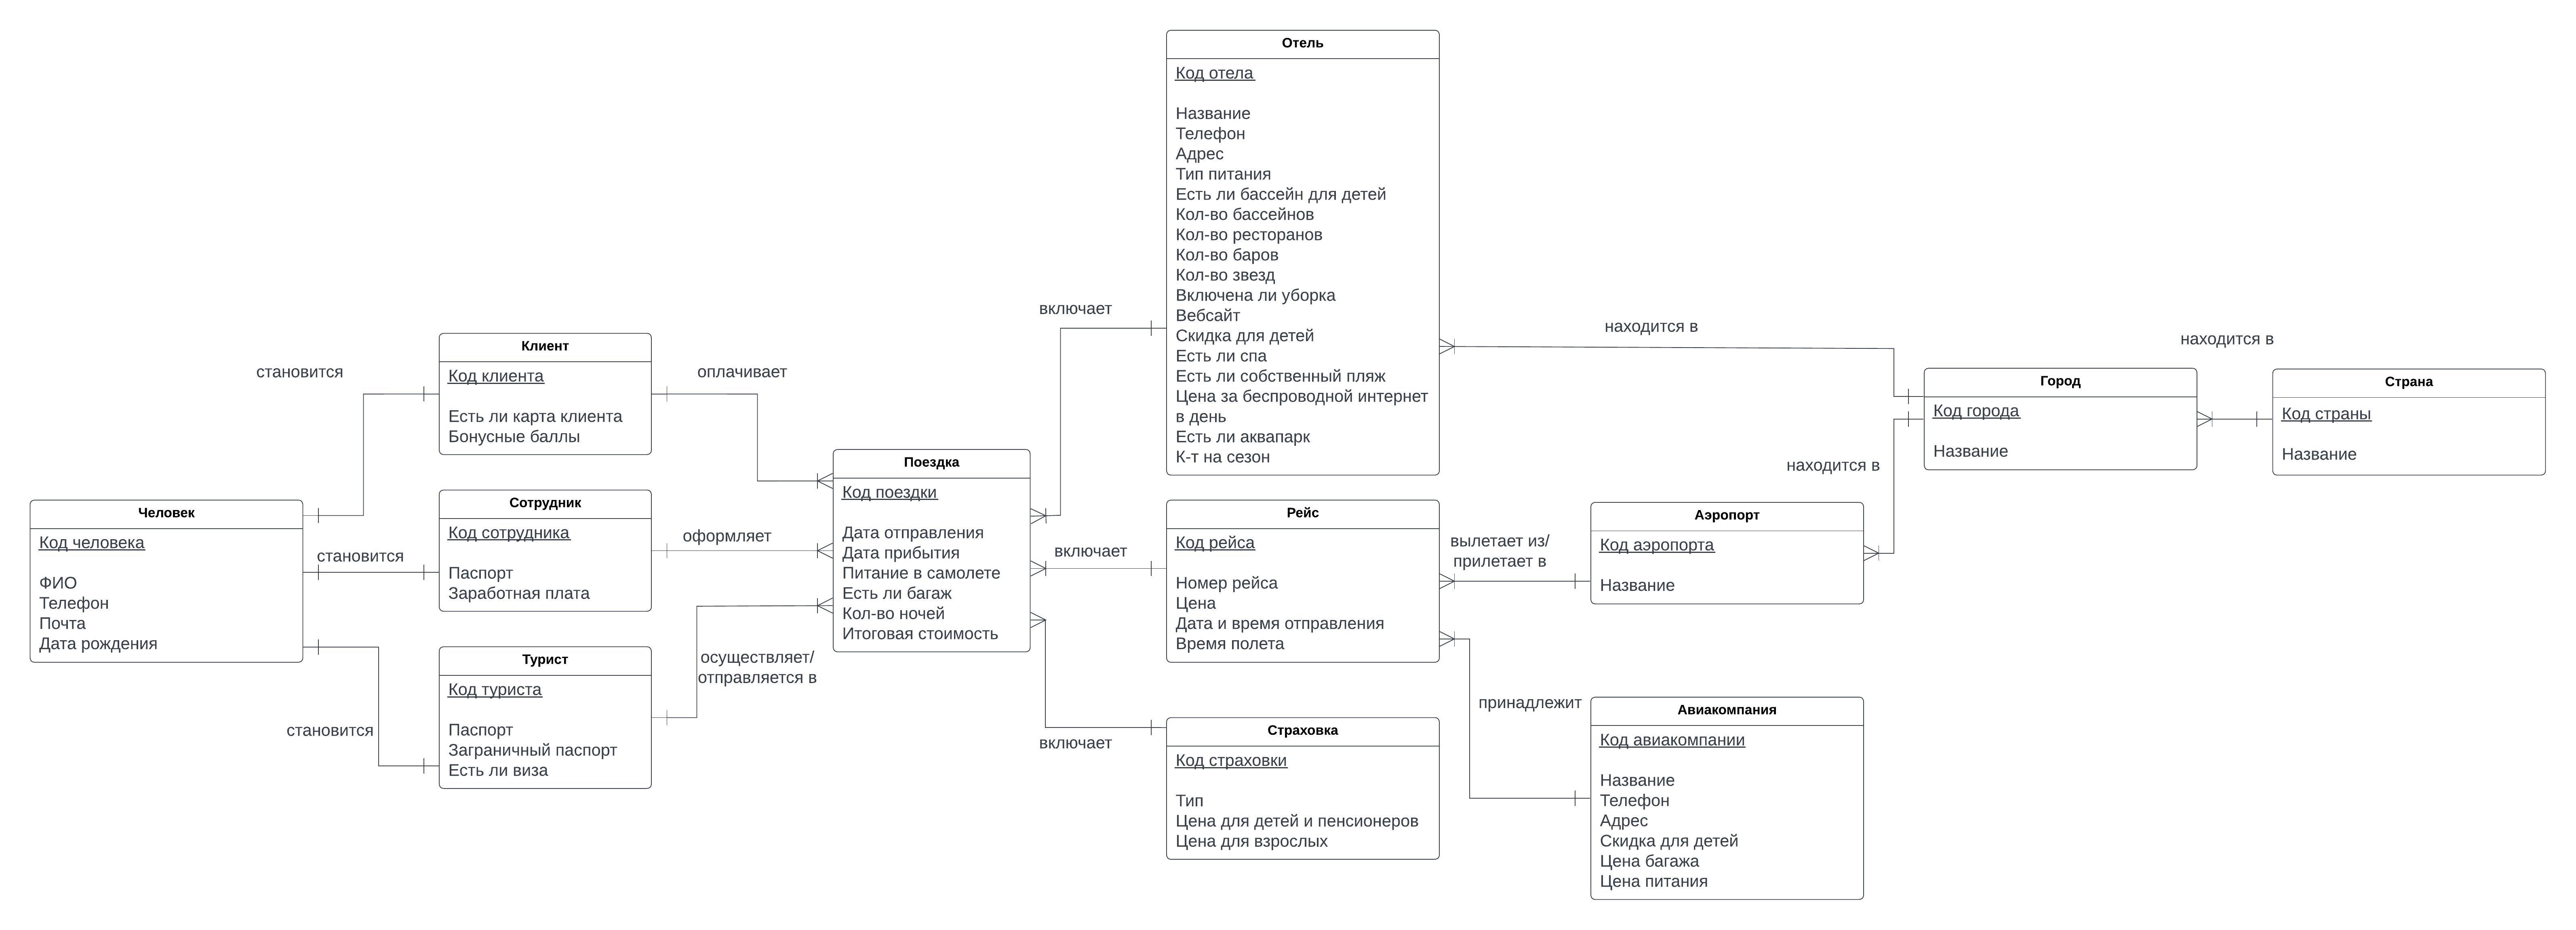 Отель
Код отела
Название
Телефон
Адрес
Тип питания
Есть ли бассейн для детей
Кол-во бассейнов
Кол-во ресторанов
Кол-во баров
Кол-во звезд
Включена ли уборка
Вебсайт
Скидка для детей
Есть ли спа
Есть ли собственный пляж
Цена за беспроводной интернет
в день
Есть ли аквапарк
К-т на сезон
включает
находится в
находится в
становится
Клиент
Код клиента
Есть ли карта клиента
Бонусные баллы
оплачивает
Город
Код города
Название
Страна
Код страны
Название
находится в
Человек
Код человека
ФИО
Телефон
Почта
Дата рождения
становится
Сотрудник
Код сотрудника
Паспорт
Заработная плата
оформляет
Поездка
Код поездки
Дата отправления
Дата прибытия
Питание в самолете
Есть ли багаж
Кол-во ночей
Итоговая стоимость
включает
Рейс
Код рейса
Номер рейса
Цена
Дата и время отправления
Время полета
вылетает из/
прилетает в
Аэропорт
Код аэропорта
Название
становится
Турист
Код туриста
Паспорт
Заграничный паспорт
Есть ли виза
осуществляет/
отправляется в
включает
Страховка
Код страховки
Тип
Цена для детей и пенсионеров
Цена для взрослых
принадлежит
Авиакомпания
Код авиакомпании
Название
Телефон
Адрес
Скидка для детей
Цена багажа
Цена питания